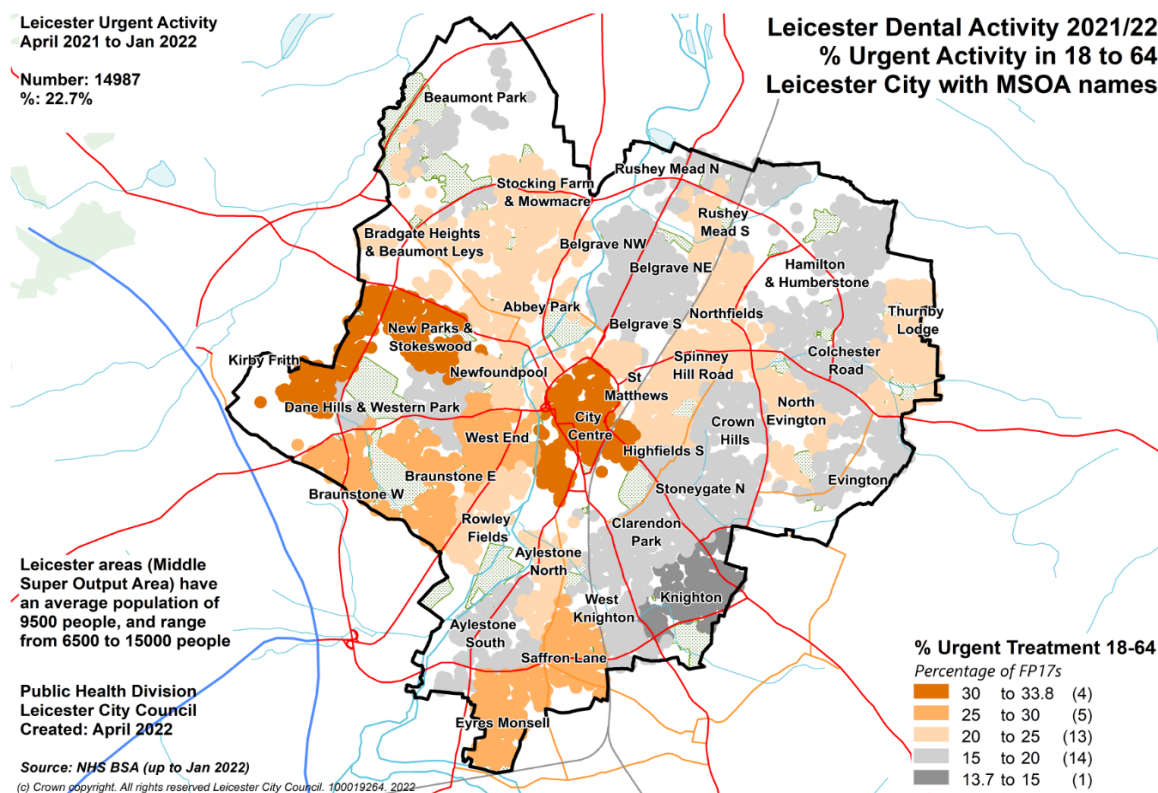 Leicester Urgent Activity
April 2021 to Jan 2022
Number: 14987
%: 22.7%
Leicester Dental Activity 2021/22
% Urgent Activity in 18 to 64
Leicester City with MSOA names
Beaumont Park
Rushey Mead N
Stocking Farm
& Mowmacre
Rushey
Mead S
Bradgate Heights
& Beaumont Leys
Belgrave NW
Belgrave NE
Hamilton
& Humberstone
Abbey Park
Northfields
Thurnby
Lodge
New Parks &
Stokeswood
Belgrave S
Kirby Frith
Newfoundpool
Spinney
Hill Road
Colchester
Road
St
Matthews
Dane Hills & Western Park
North
Evington
City
Centre
Crown
Hills
West End
Highfields S
Braunstone E
Evington
Stoneygate N
Braunstone W
Rowley
Fields
Clarendon
Park
Aylestone
North
Knighton
West
Knighton
Aylestone
South
Saffron Lane
Eyres Monsell
Leicester areas (Middle
Super Output Area) have
an average population of
9500 people, and range
from 6500 to 15000 people
Public Health Division
Leicester City Council
Created: April 2022
Source: NHS BSA (up to Jan 2022)
(c) Crown copyright. All rights reserved Leicester City Council. 100019264. 2022
% Urgent Treatment 18-64
Percentage of FP17s
30 to 33.8 (4)
25 to 30 (5)
20 to 25 (13)
15 to 20 (14)
13.7 to 15 (1)